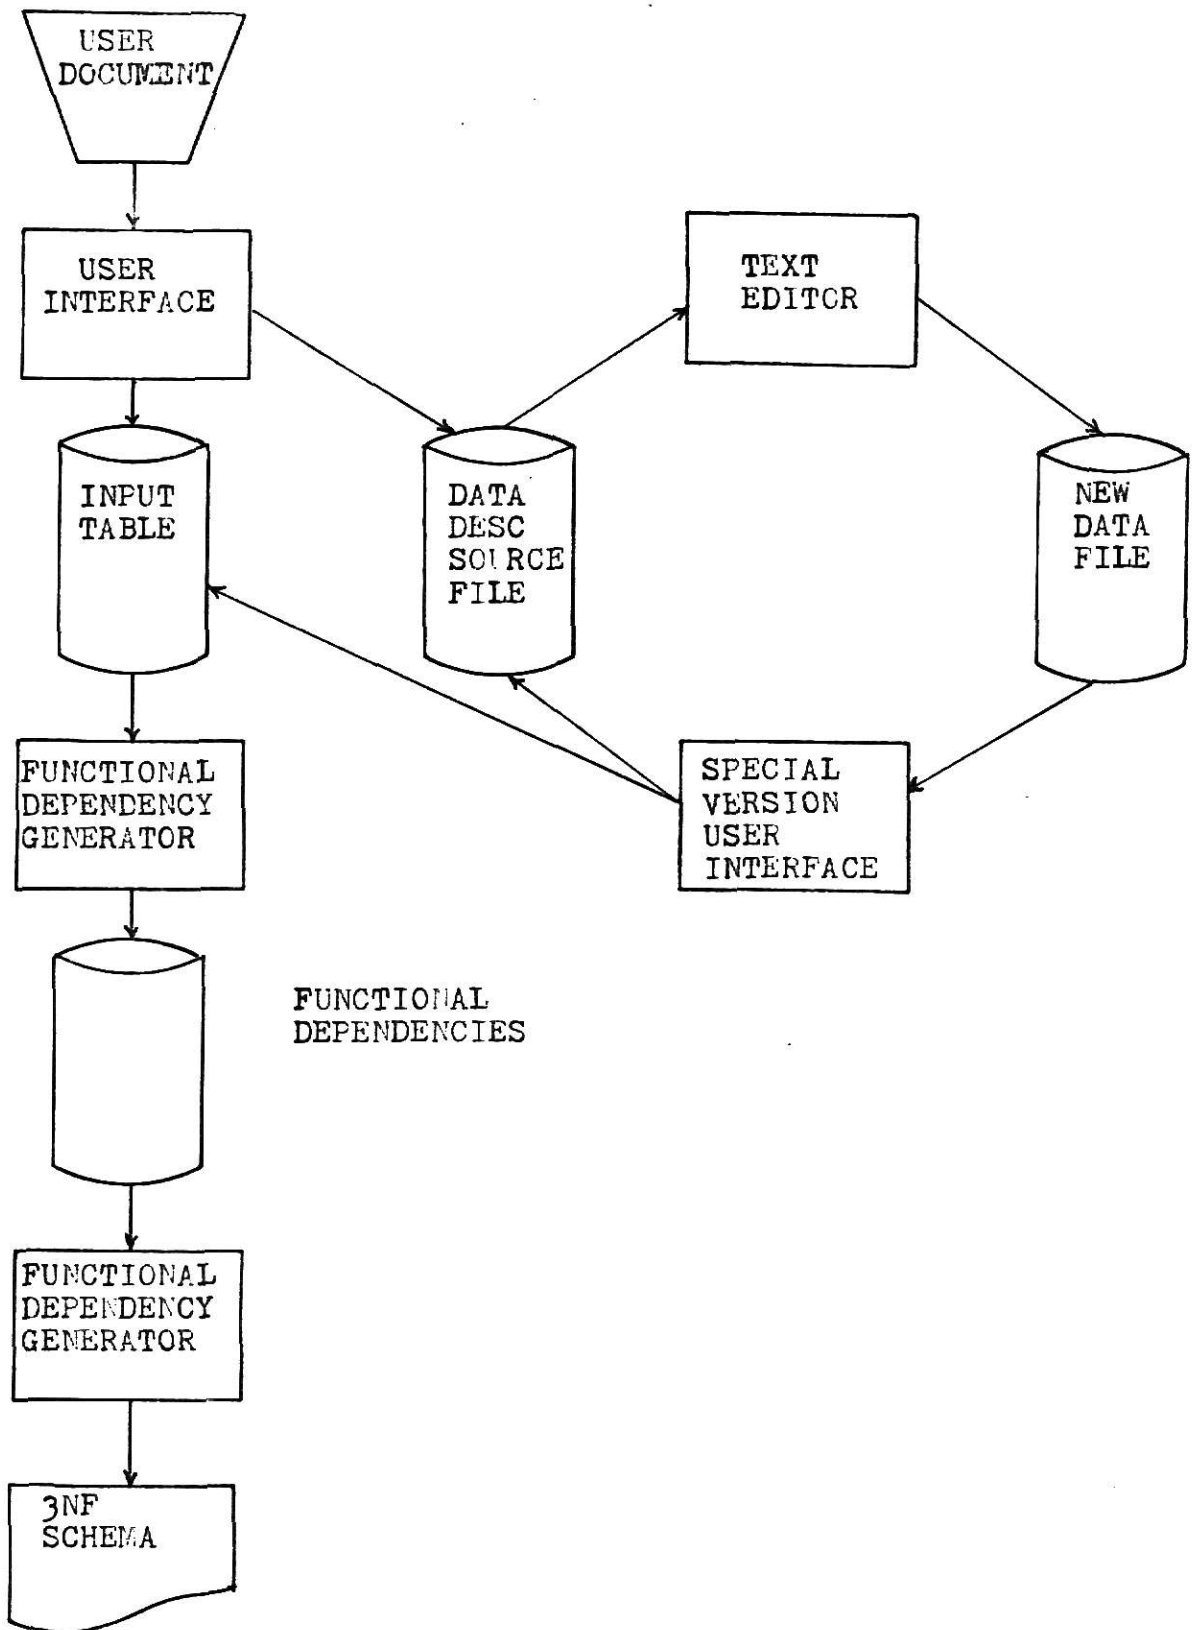 USER
DOCUMENT
USER
INTERFACE
TEXT
EDITOR
INPUT
TABLE
DATA
DESC
SOURCE
FILE
NEW
DATA
FILE
FUNCTIONAL
DEPENDENCY
GENERATOR
SPECIAL
VERSION
USER
INTERFACE
FUNCTIONAL
DEPENDENCIES
FUNCTIONAL
DEPENDENCY
GENERATOR
3NF
SCHEMA